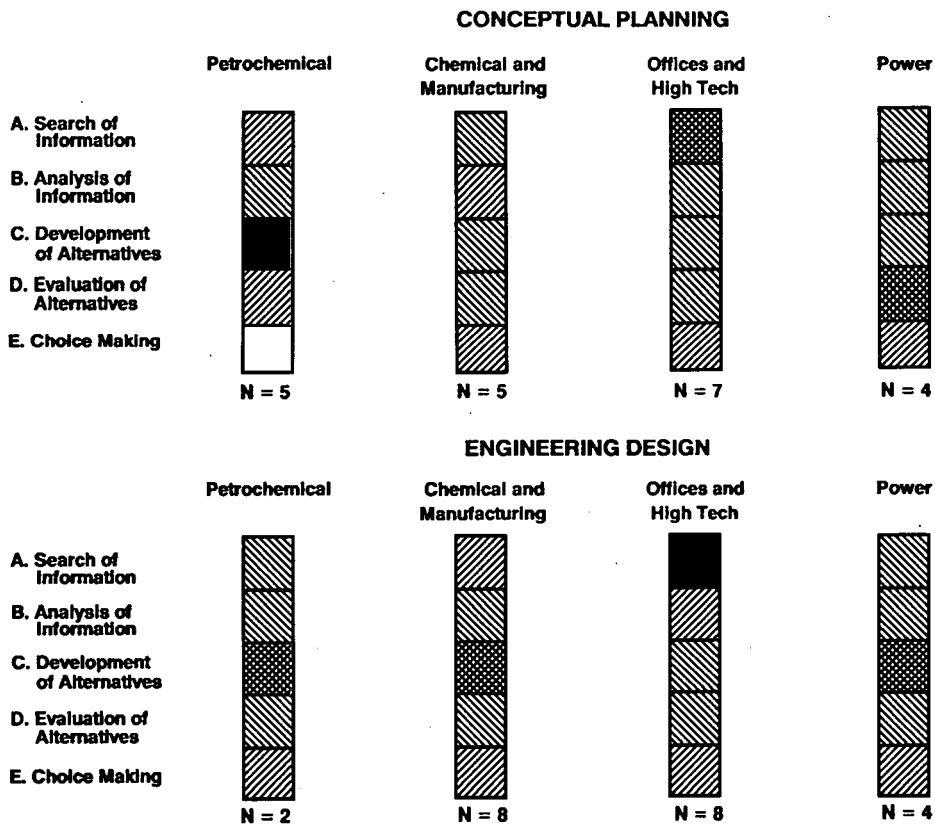 CONCEPTUAL PLANNING
Petrochemical
Chemical and
Manufacturing
Offices and
High Tech
Power
A. Search of
Information
B. Analysis of
Information
C. Development
of Alternatives
D. Evaluation of
Alternatives
E. Choice Making
N = 5
N = 5
N = 7
N = 4
ENGINEERING DESIGN
Petrochemical
Chemical and
Manufacturing
Offices and
High Tech
Power
A. Search of
Information
B. Analysis of
Information
C. Development
of Alternatives
D. Evaluation of
Alternatives
E. Choice Making
N = 2
N = 8
N = 8
N = 4